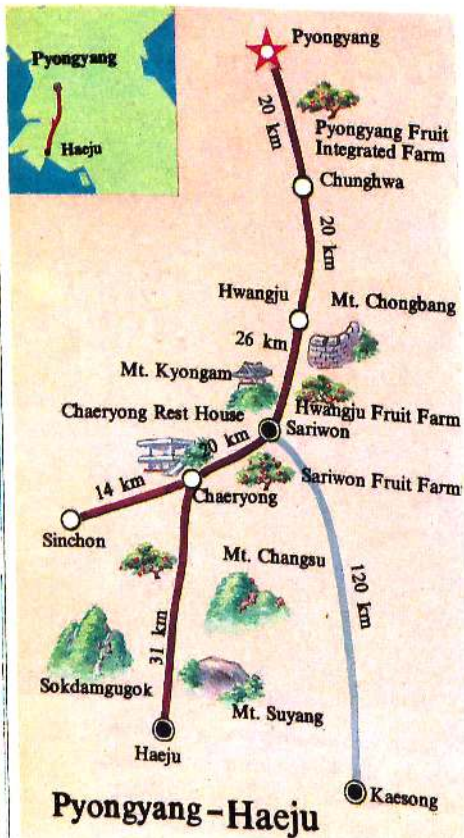 Pyongyang
Haeju
Pyongyang
20 km
Pyongyang Fruit
Integrated Farm
Chunghwa
20 km
Hwangju
Mt. Chongbang
26 km
Mt. Kyongam
Hwangju Fruit Farm
Chaeryong Rest House
Sariwon
20 km
Sariwon Fruit Farm
14 km
Chaeryong
Sinchon
Mt. Changsu
120 km
31 km
Sokdamgugok
Mt. Suyang
Haeju
Kaesong
Pyongyang-Haeju